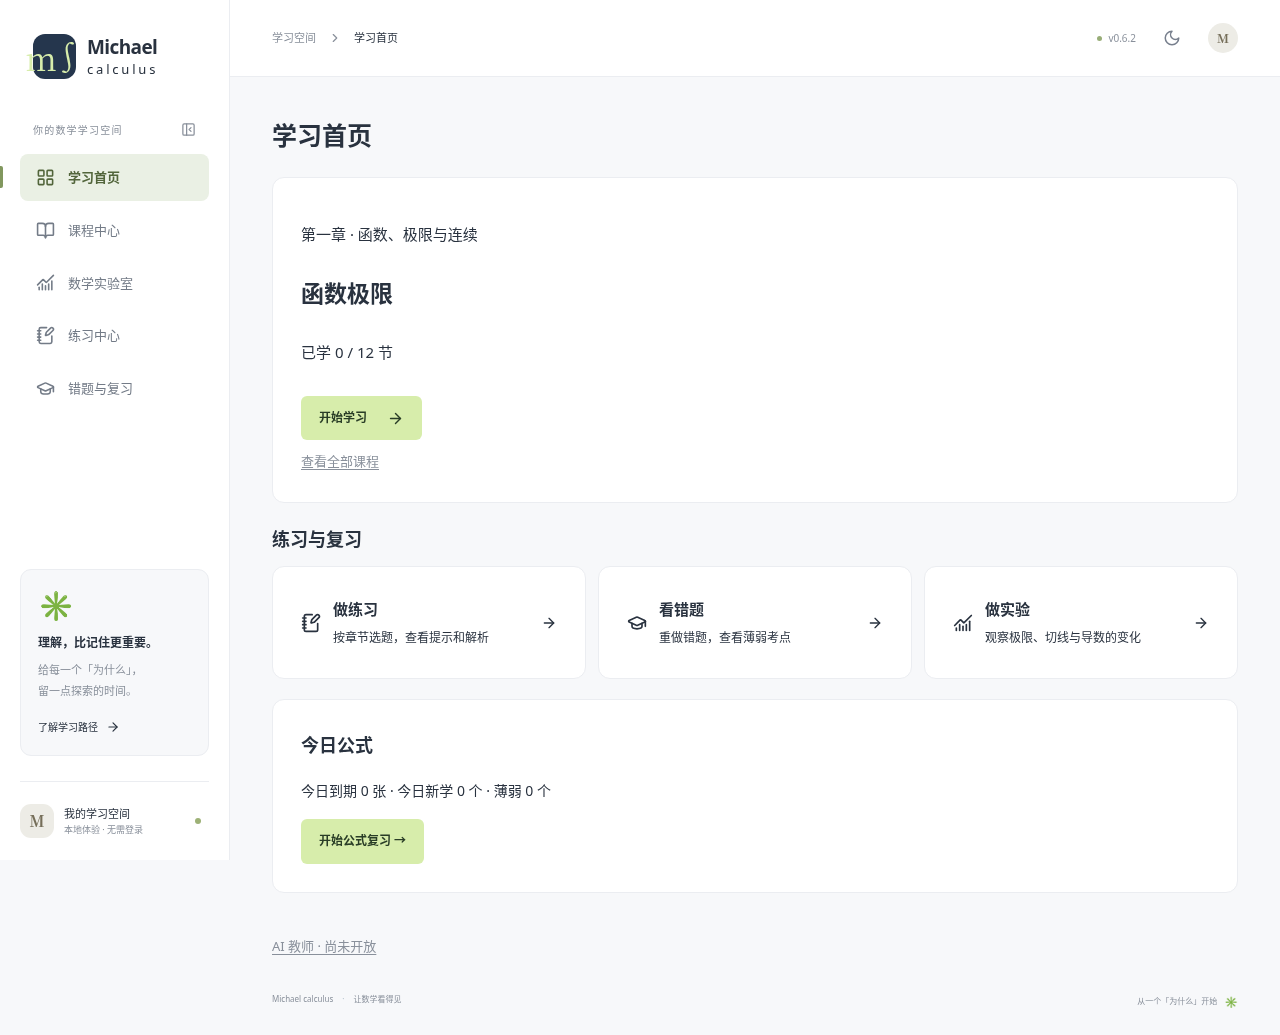 m ∫
Michael
calculus
你的数学学习空间
学习首页
课程中心
数学实验室
练习中心
错题与复习
理解，比记住更重要。
给每一个「为什么」，
留一点探索的时间。
了解学习路径
M
我的学习空间
本地体验 · 无需登录
学习空间
学习首页
v0.6.2
M
学习首页
第一章 · 函数、极限与连续
函数极限
已学 0 / 12 节
开始学习
查看全部课程
练习与复习
做练习
按章节选题，查看提示和解析
看错题
重做错题，查看薄弱考点
做实验
观察极限、切线与导数的变化
今日公式
今日到期 0 张 · 今日新学 0 个 · 薄弱 0 个
开始公式复习 →
AI 教师 · 尚未开放
Michael calculus · 让数学看得见
从一个「为什么」开始